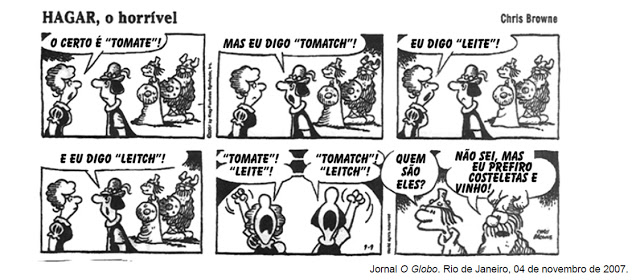 HAGAR, o horrível
Chris Browne
O CERTO É "TOMATE"!
MAS EU DIGO "TOMATCH"!
EU DIGO "LEITE"!
E EU DIGO "LEITCH"!
"TOMATE"!
"LEITE"!
"TOMATCH"!
"LEITCH"!
QUEM
SÃO
ELES?
NÃO SEI, MAS
EU PREFIRO
COSTELETAS E
VINHO!
CHRIS
BROWNE
Jornal O Globo. Rio de Janeiro, 04 de novembro de 2007.